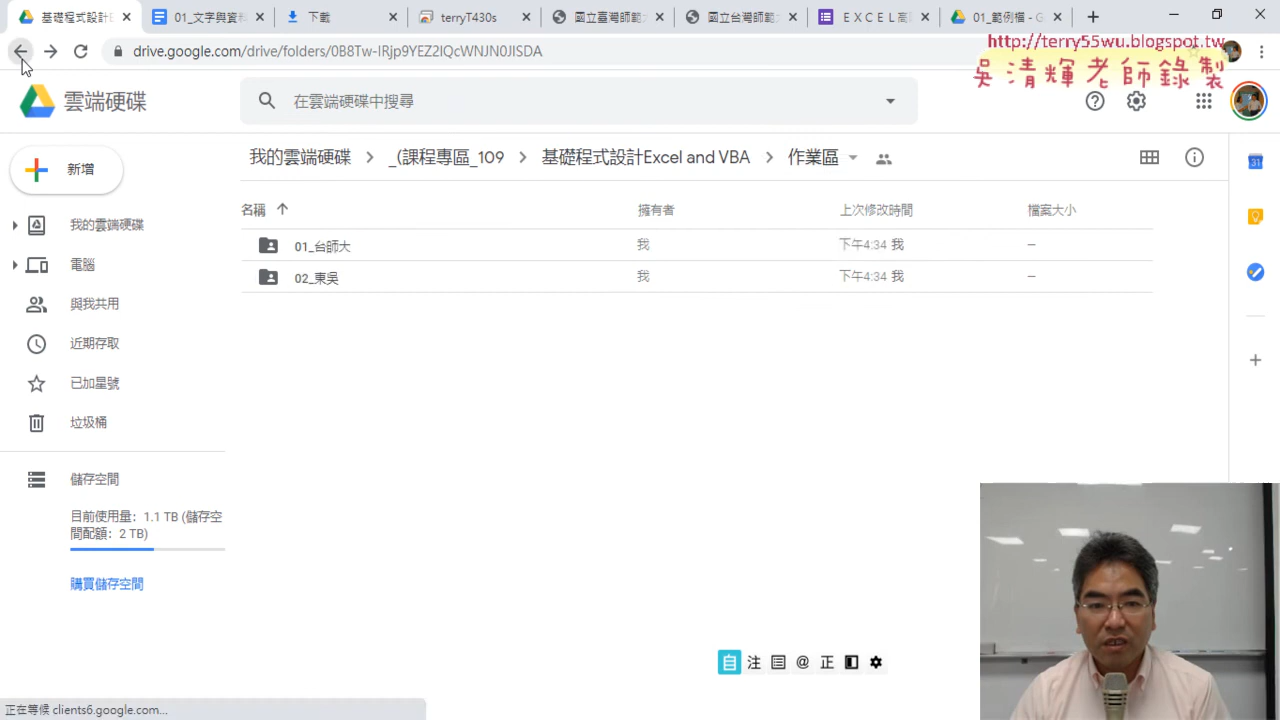 基礎程式設計E
01_文字與資料
下載
terryT430s
國立臺灣師範
國立台灣師範
ＥＸＣＥＬ高
01_範例檔 - G
drive.google.com/drive/folders/0B8Tw-IRjp9YEZ2lQcWNJN0JISDA
http://terry55wu.blogspot.tw
吳清輝老師錄製
雲端硬碟
在雲端硬碟中搜尋
新增
我的雲端硬碟 > _(課程專區_109 > 基礎程式設計Excel and VBA > 作業區
31
名稱
擁有者
上次修改時間
檔案大小
我的雲端硬碟
01_台師大
我
下午4:34 我
–
電腦
02_東吳
我
下午4:34 我
–
與我共用
近期存取
已加星號
垃圾桶
儲存空間
目前使用量：1.1 TB (儲存空
間配額：2 TB)
購買儲存空間
自 注 @ 正
正在等候 clients6.google.com...